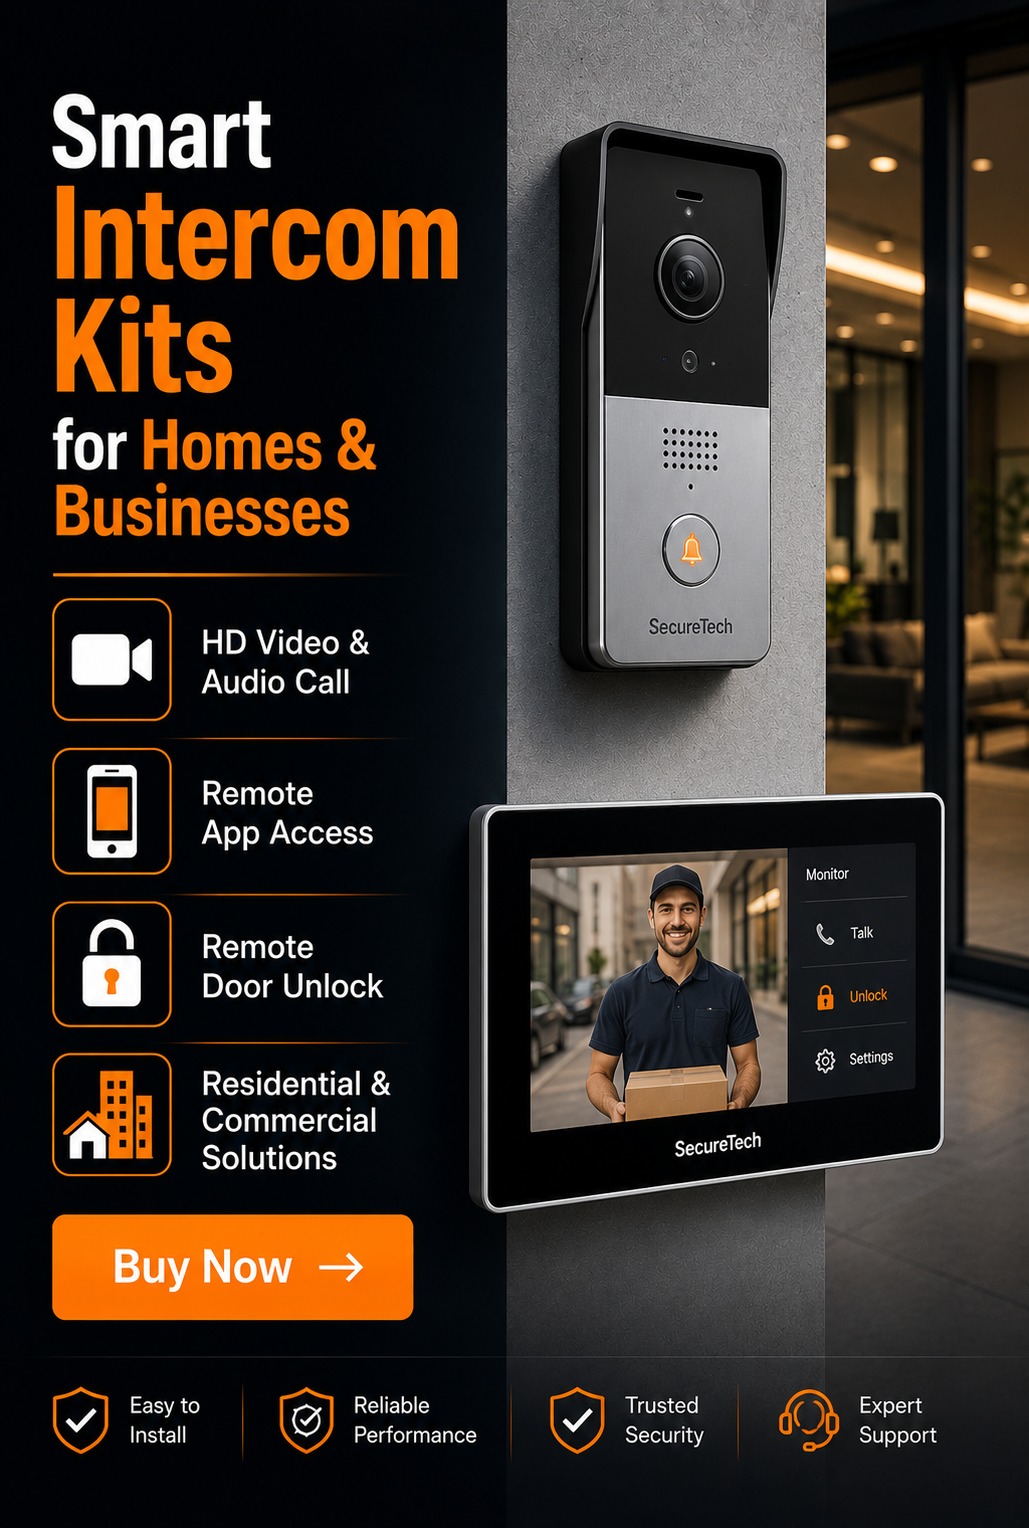 Smart
Intercom
Kits
for Homes &
Businesses
HD Video &
Audio Call
Remote
App Access
Remote
Door Unlock
Residential &
Commercial
Solutions
Buy Now →
SecureTech
Monitor
Talk
Unlock
Settings
SecureTech
Easy to
Install
Reliable
Performance
Trusted
Security
Expert
Support